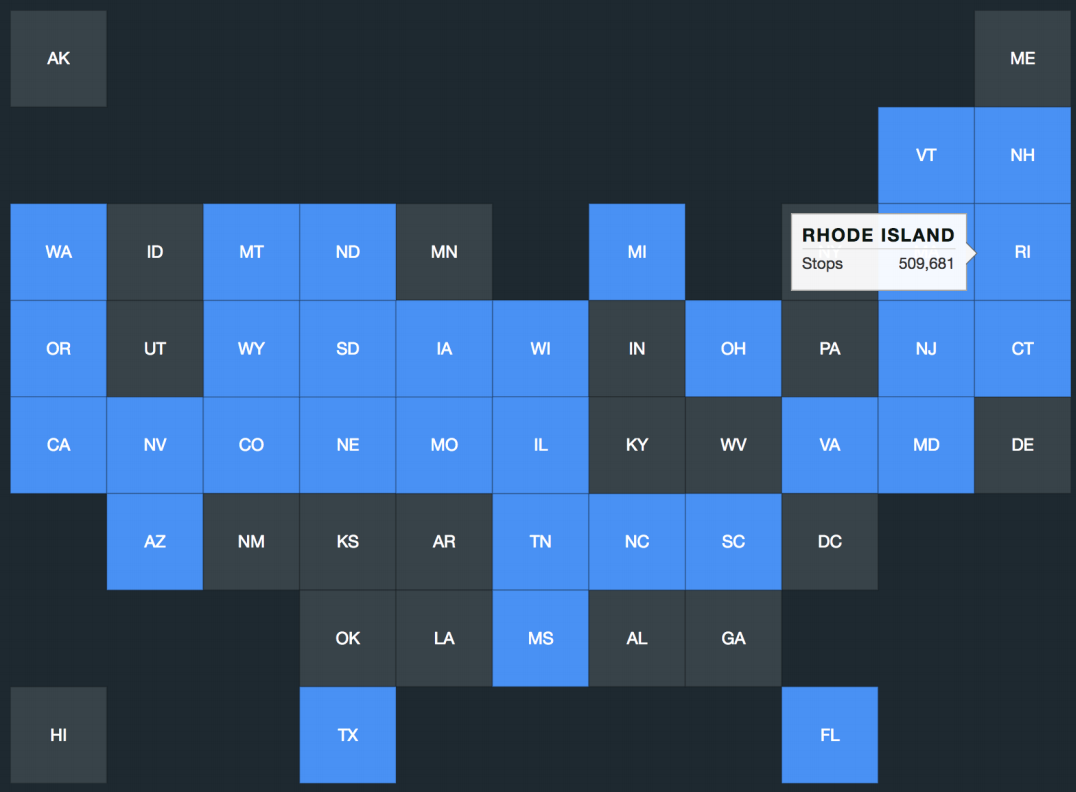 AK
ME
VT
NH
WA
ID
MT
ND
MN
MI
RHODE ISLAND
Stops 509,681
RI
OR
UT
WY
SD
IA
WI
IN
OH
PA
NJ
CT
CA
NV
CO
NE
MO
IL
KY
WV
VA
MD
DE
AZ
NM
KS
AR
TN
NC
SC
DC
OK
LA
MS
AL
GA
HI
TX
FL